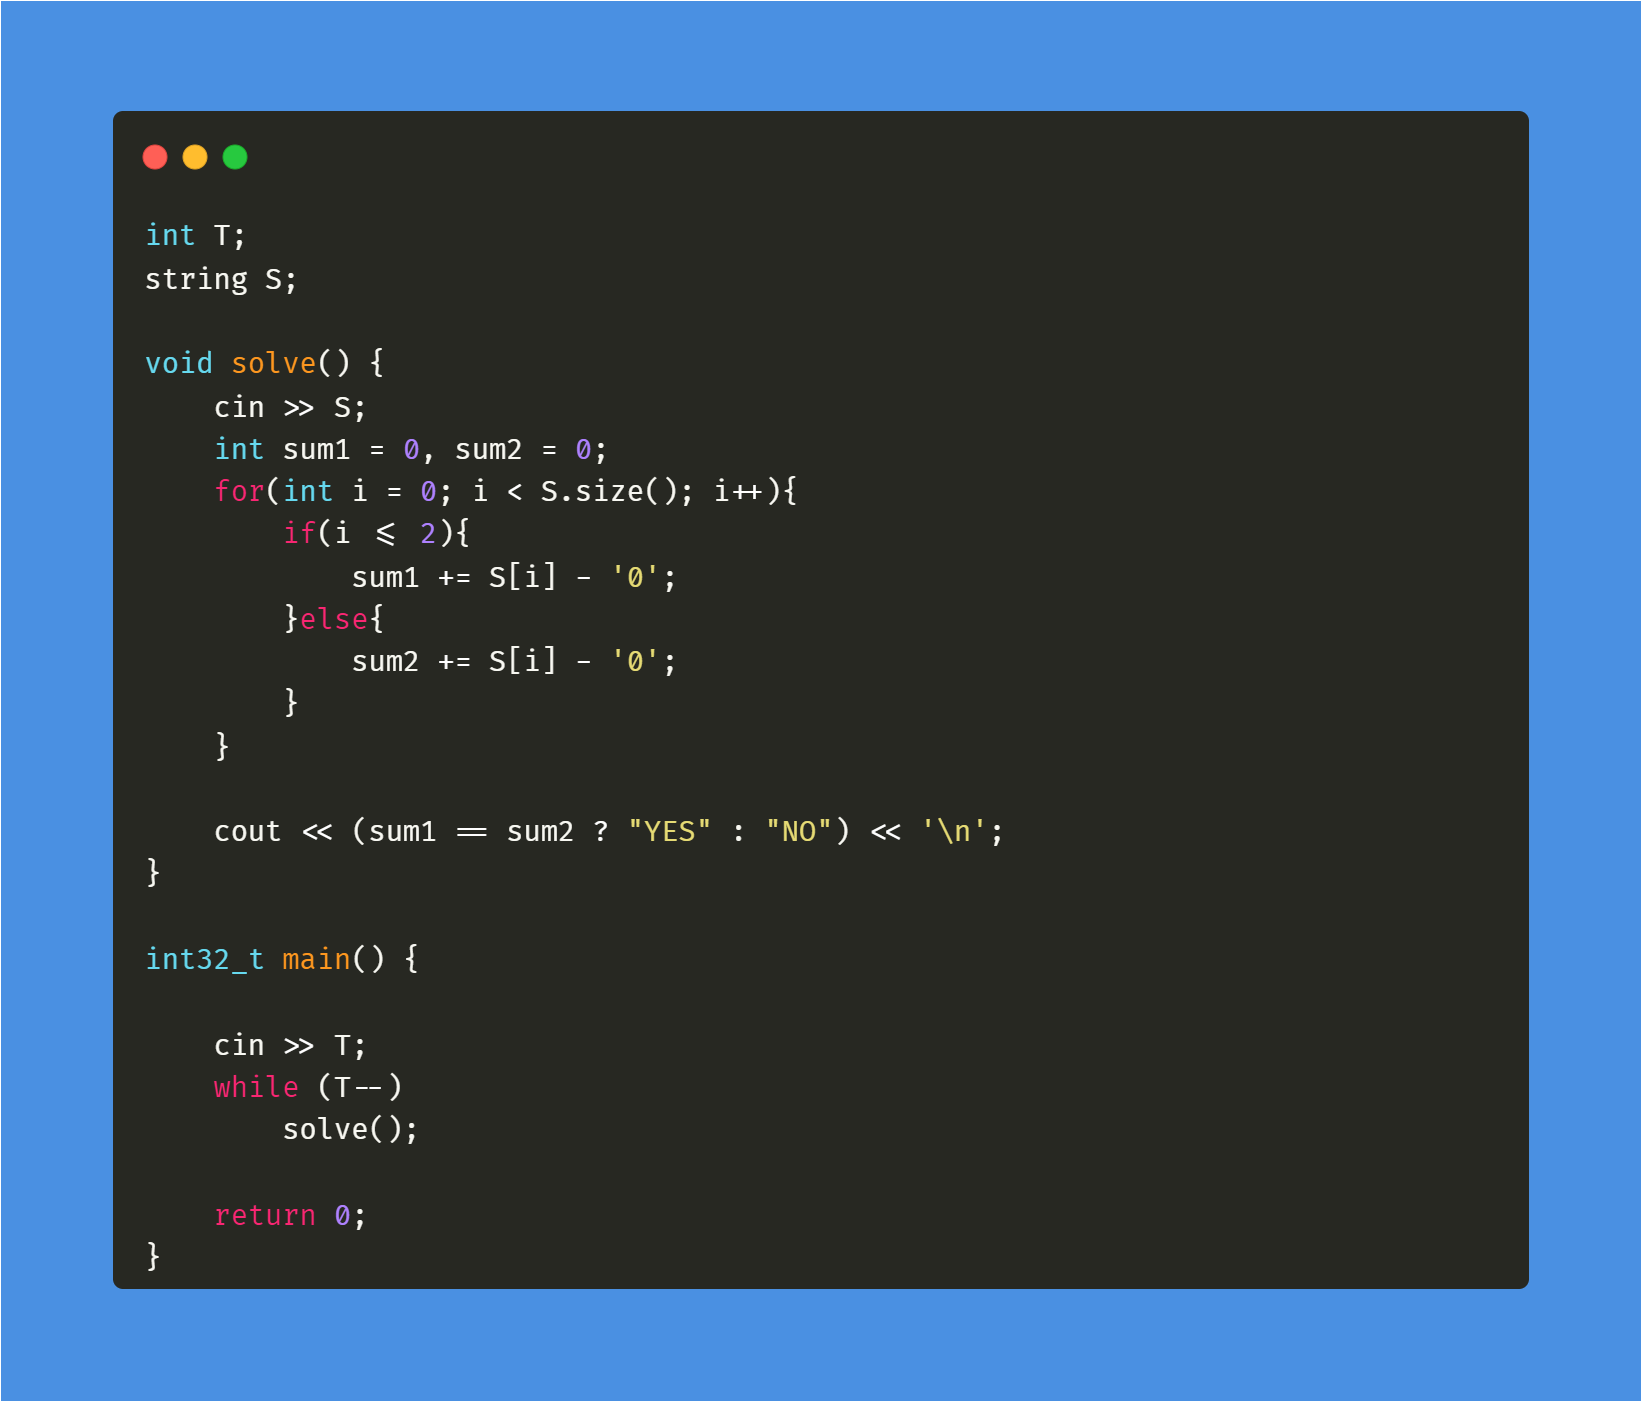 int T;
string S;
void solve() {
    cin >> S;
    int sum1 = 0, sum2 = 0;
    for(int i = 0; i < S.size(); i++){
        if(i <= 2){
            sum1 += S[i] - '0';
        }else{
            sum2 += S[i] - '0';
        }
    }
    cout << (sum1 == sum2 ? "YES" : "NO") << '\n';
}
int32_t main() {
    cin >> T;
    while (T--)
        solve();
    return 0;
}